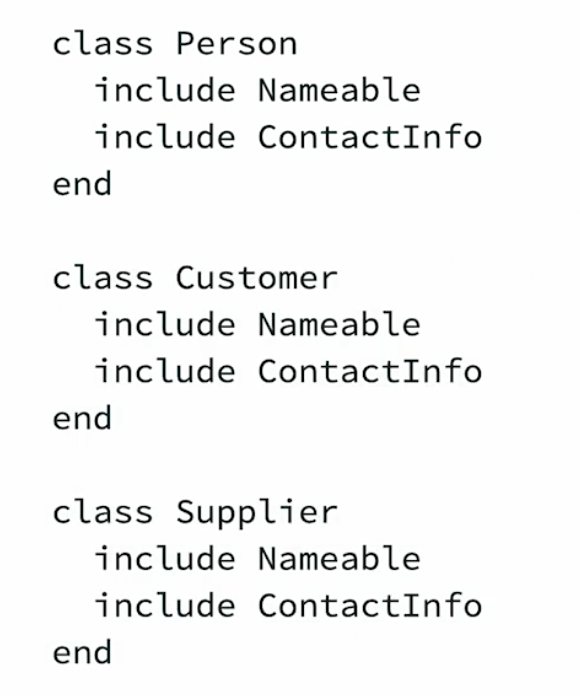 class Person
  include Nameable
  include ContactInfo
end

class Customer
  include Nameable
  include ContactInfo
end

class Supplier
  include Nameable
  include ContactInfo
end